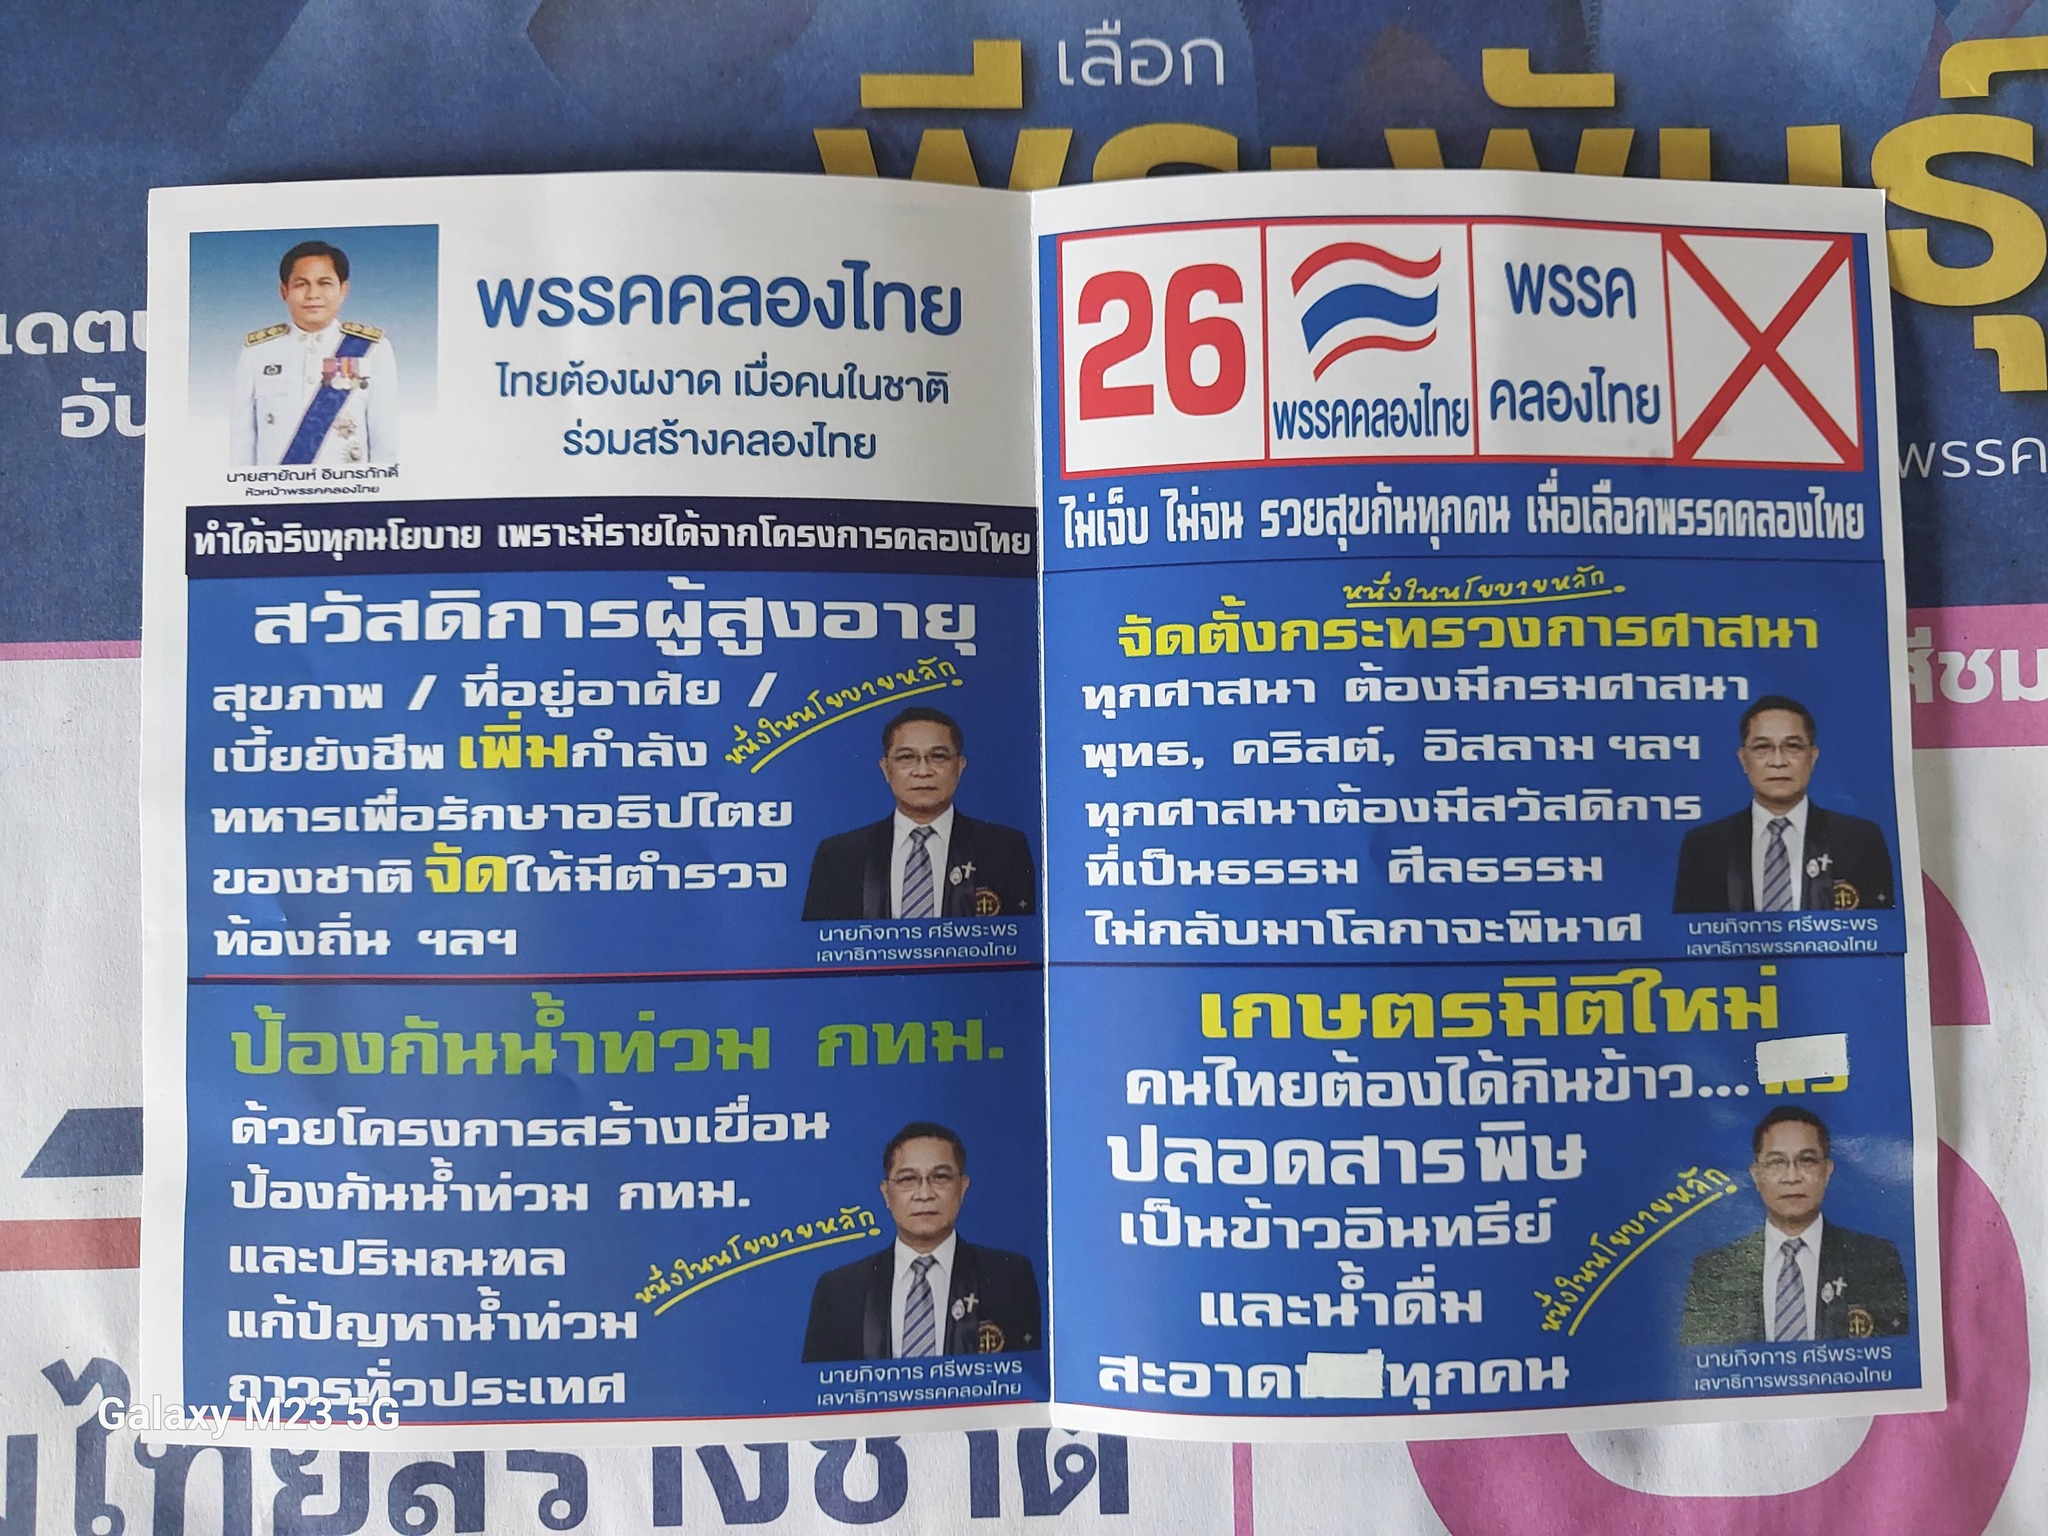 เลือก
พีระพันธุ์
พรรคคลองไทย
ไทยต้องผงาด เมื่อคนในชาติ
ร่วมสร้างคลองไทย
นายสายัณห์ อินทรภักดิ์
หัวหน้าพรรคคลองไทย
ทำได้จริงทุกนโยบาย เพราะมีรายได้จากโครงการคลองไทย
สวัสดิการผู้สูงอายุ
สุขภาพ / ที่อยู่อาศัย /
เบี้ยยังชีพ เพิ่มกำลัง
ทหารเพื่อรักษาอธิปไตย
ของชาติ จัดให้มีตำรวจ
ท้องถิ่น ฯลฯ
หนึ่งในนโยบายหลัก
นายกิจการ ศรีพระพร
เลขาธิการพรรคคลองไทย
ป้องกันน้ำท่วม กทม.
ด้วยโครงการสร้างเขื่อน
ป้องกันน้ำท่วม กทม.
และปริมณฑล
แก้ปัญหาน้ำท่วม
ถาวรทั่วประเทศ
หนึ่งในนโยบายหลัก
นายกิจการ ศรีพระพร
เลขาธิการพรรคคลองไทย
26
พรรคคลองไทย
พรรค
คลองไทย
ไม่เจ็บ ไม่จน รวยสุขกันทุกคน เมื่อเลือกพรรคคลองไทย
หนึ่งในนโยบายหลัก
จัดตั้งกระทรวงการศาสนา
ทุกศาสนา ต้องมีกรมศาสนา
พุทธ, คริสต์, อิสลาม ฯลฯ
ทุกศาสนาต้องมีสวัสดิการ
ที่เป็นธรรม ศีลธรรม
ไม่กลับมาโลกาจะพินาศ
นายกิจการ ศรีพระพร
เลขาธิการพรรคคลองไทย
เกษตรมิติใหม่
คนไทยต้องได้กินข้าว...
ปลอดสารพิษ
เป็นข้าวอินทรีย์
และน้ำดื่ม
สะอาด ทุกคน
หนึ่งในนโยบายหลัก
นายกิจการ ศรีพระพร
เลขาธิการพรรคคลองไทย
พรรค
Galaxy M23 5G
ไทยสร้างชาติ